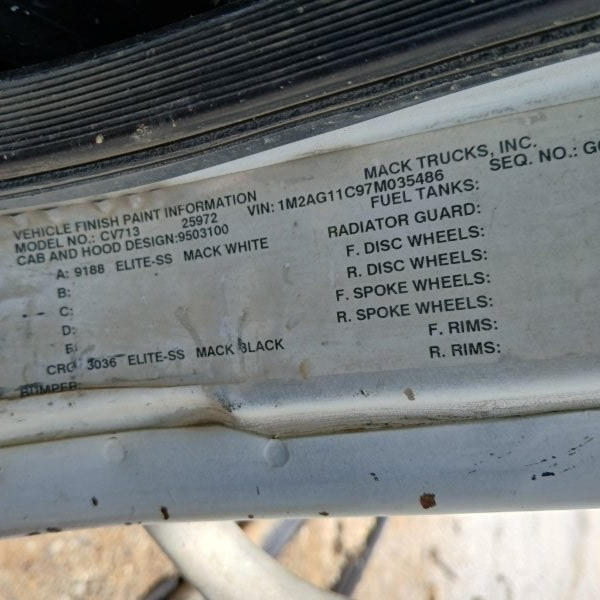 MACK TRUCKS, INC.
VEHICLE FINISH PAINT INFORMATION VIN: 1M2AG11C97M035486 SEQ. NO.:
MODEL NO.: CV713 25972 FUEL TANKS:
CAB AND HOOD DESIGN:9503100 RADIATOR GUARD:
A: 9188 ELITE-SS MACK WHITE F. DISC WHEELS:
B: R. DISC WHEELS:
C: F. SPOKE WHEELS:
D: R. SPOKE WHEELS:
E: F. RIMS:
3036 ELITE-SS MACK BLACK R. RIMS:
BUMPER: